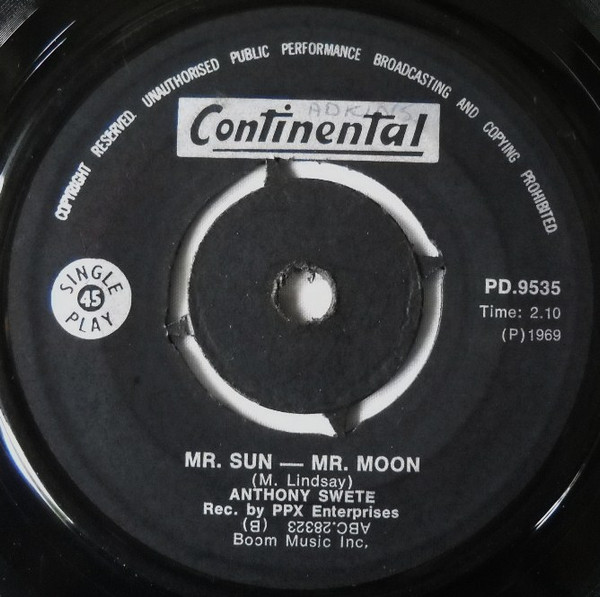 COPYRIGHT RESERVED. UNAUTHORISED PUBLIC PERFORMANCE BROADCASTING AND COPYING PROHIBITED
ADKINS
Continental
SINGLE
45
PLAY
PD.9535
Time: 2.10
(P)1969
MR. SUN — MR. MOON
(M. Lindsay)
ANTHONY SWETE
Rec. by PPX Enterprises
ABC.28323 (B)
Boom Music Inc.